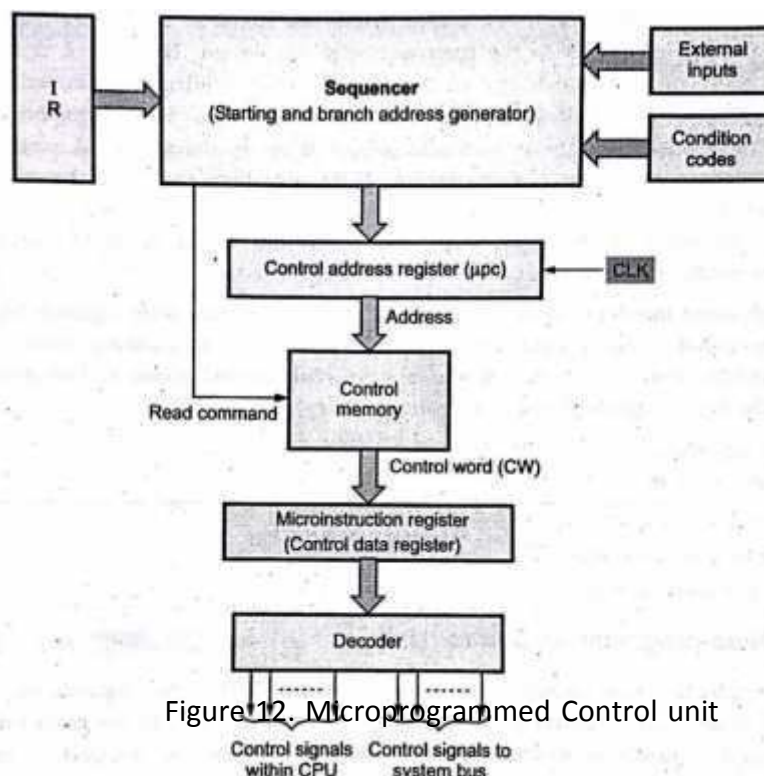 I
R
Sequencer
(Starting and branch address generator)
External
inputs
Condition
codes
Control address register (μpc)
CLK
Address
Control
memory
Read command
Control word (CW)
Microinstruction register
(Control data register)
Decoder
Figure 12. Microprogrammed Control unit
Control signals
within CPU
Control signals to
system bus